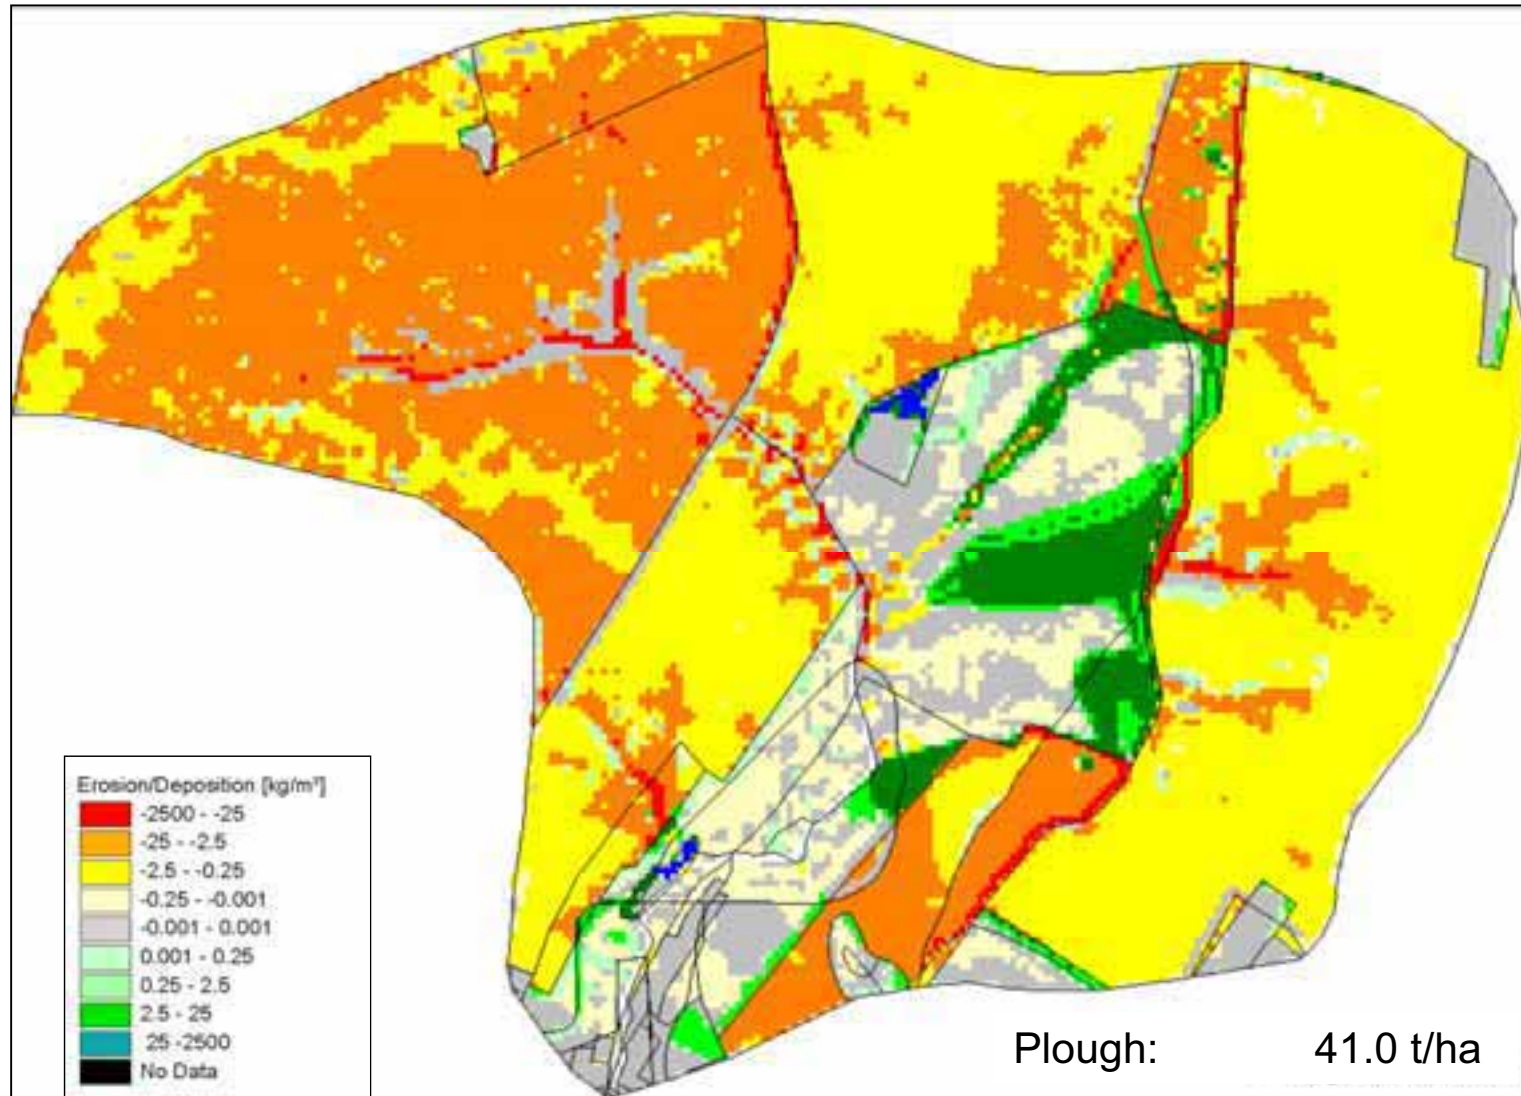 Erosion/Deposition [kg/m²]
-2500 - -25
-25 - -2.5
-2.5 - -0.25
-0.25 - -0.001
-0.001 - 0.001
0.001 - 0.25
0.25 - 2.5
2.5 - 25
25 -2500
No Data
Plough: 41.0 t/ha